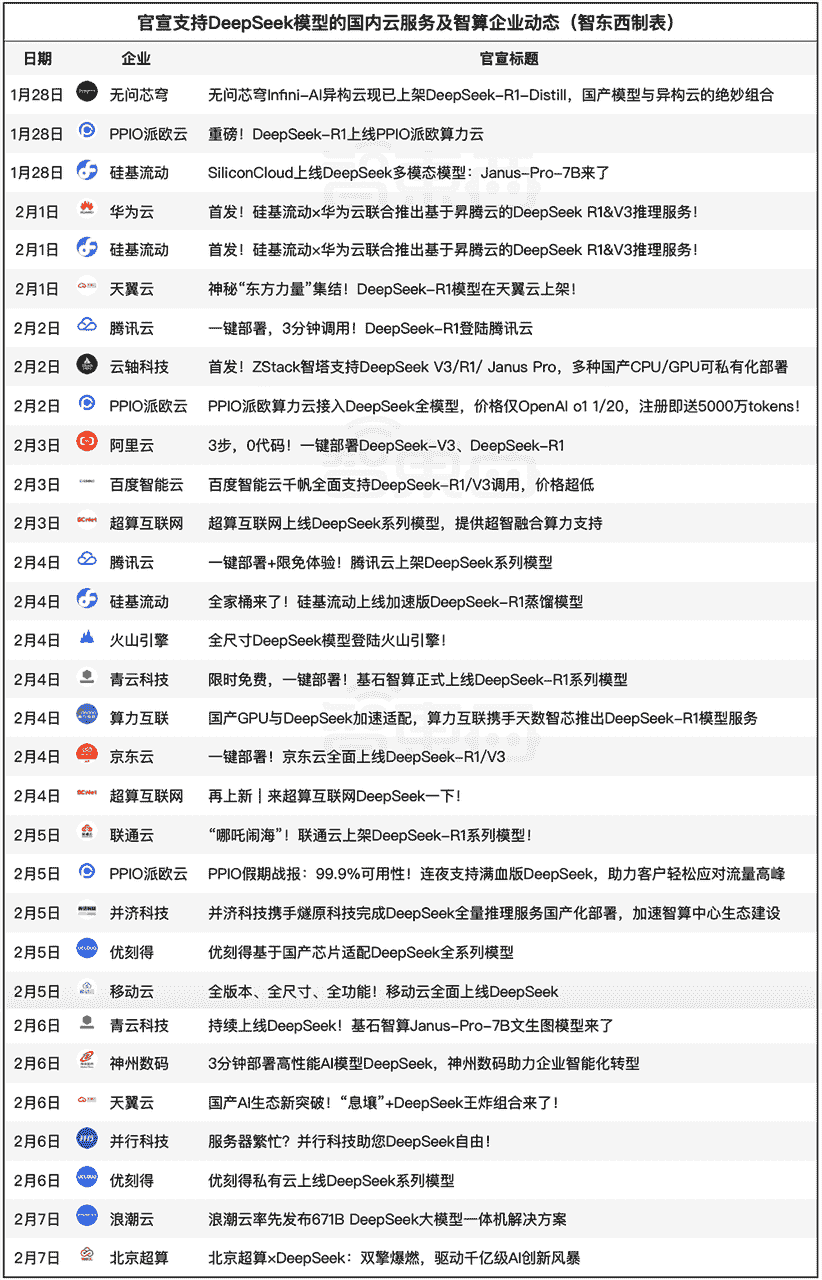 官宣支持DeepSeek模型的国内云服务及智算企业动态（智东西制表）
日期 企业 官宣标题
1月28日 无问芯穹 无问芯穹Infini-AI异构云现已上架DeepSeek-R1-Distill，国产模型与异构云的绝妙组合
1月28日 PPIO派欧云 重磅！DeepSeek-R1上线PPIO派欧算力云
1月28日 硅基流动 SiliconCloud上线DeepSeek多模态模型：Janus-Pro-7B来了
2月1日 华为云 首发！硅基流动×华为云联合推出基于昇腾云的DeepSeek R1&V3推理服务！
2月1日 硅基流动 首发！硅基流动×华为云联合推出基于昇腾云的DeepSeek R1&V3推理服务！
2月1日 天翼云 神秘“东方力量”集结！DeepSeek-R1模型在天翼云上架！
2月2日 腾讯云 一键部署，3分钟调用！DeepSeek-R1登陆腾讯云
2月2日 云轴科技 首发！ZStack智塔支持DeepSeek V3/R1/ Janus Pro，多种国产CPU/GPU可私有化部署
2月2日 PPIO派欧云 PPIO派欧算力云接入DeepSeek全模型，价格仅OpenAI o1 1/20，注册即送5000万tokens！
2月3日 阿里云 3步，0代码！一键部署DeepSeek-V3、DeepSeek-R1
2月3日 百度智能云 百度智能云千帆全面支持DeepSeek-R1/V3调用，价格超低
2月3日 超算互联网 超算互联网上线DeepSeek系列模型，提供超智融合算力支持
2月4日 腾讯云 一键部署+限免体验！腾讯云上架DeepSeek系列模型
2月4日 硅基流动 全家桶来了！硅基流动上线加速版DeepSeek-R1蒸馏模型
2月4日 火山引擎 全尺寸DeepSeek模型登陆火山引擎！
2月4日 青云科技 限时免费，一键部署！基石智算正式上线DeepSeek-R1系列模型
2月4日 算力互联 国产GPU与DeepSeek加速适配，算力互联携手天数智芯推出DeepSeek-R1模型服务
2月4日 京东云 一键部署！京东云全面上线DeepSeek-R1/V3
2月4日 超算互联网 再上新｜来超算互联网DeepSeek一下！
2月5日 联通云 “哪吒闹海”！联通云上架DeepSeek-R1系列模型！
2月5日 PPIO派欧云 PPIO假期战报：99.9%可用性！连夜支持满血版DeepSeek，助力客户轻松应对流量高峰
2月5日 并济科技 并济科技携手燧原科技完成DeepSeek全量推理服务国产化部署，加速智算中心生态建设
2月5日 优刻得 优刻得基于国产芯片适配DeepSeek全系列模型
2月5日 移动云 全版本、全尺寸、全功能！移动云全面上线DeepSeek
2月6日 青云科技 持续上线DeepSeek！基石智算Janus-Pro-7B文生图模型来了
2月6日 神州数码 3分钟部署高性能AI模型DeepSeek，神州数码助力企业智能化转型
2月6日 天翼云 国产AI生态新突破！“息壤”+DeepSeek王炸组合来了！
2月6日 并行科技 服务器繁忙？并行科技助您DeepSeek自由！
2月6日 优刻得 优刻得私有云上线DeepSeek系列模型
2月7日 浪潮云 浪潮云率先发布671B DeepSeek大模型一体机解决方案
2月7日 北京超算 北京超算×DeepSeek：双擎爆燃，驱动千亿级AI创新风暴